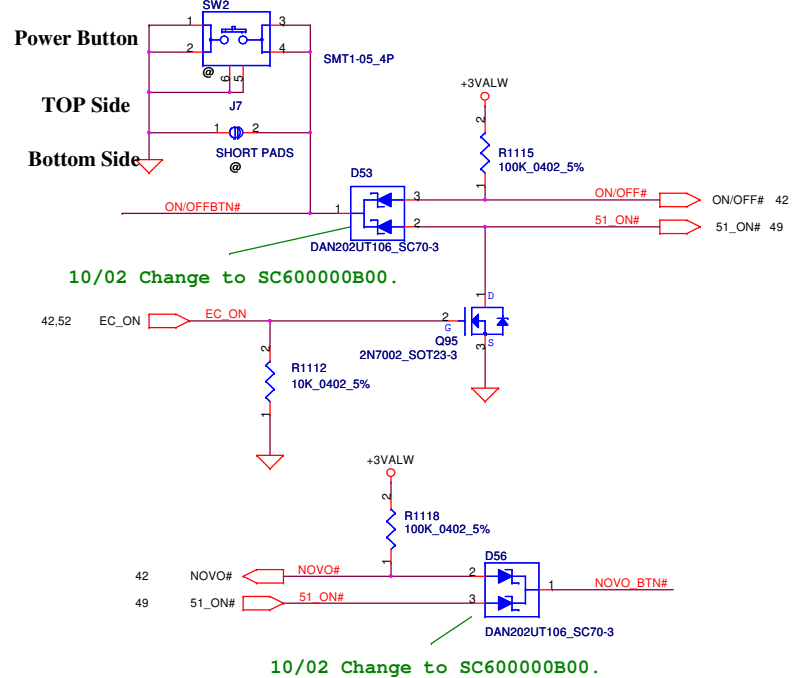 SW2
1
3
Power Button
2
4
SMT1-05_4P
@
6
5
TOP Side
J7
+3VALW
1
2
2
Bottom Side
SHORT PADS
@
R1115
100K_0402_5%
D53
1
ON/OFFBTN#
1
3
ON/OFF#
ON/OFF# 42
2
51_ON#
51_ON# 49
DAN202UT106_SC70-3
10/02 Change to SC600000B00.
1
D
42,52
EC_ON
EC_ON
2
G
Q95
S
3
2N7002_SOT23-3
2
R1112
10K_0402_5%
1
+3VALW
2
R1118
100K_0402_5%
1
D56
42
NOVO#
NOVO#
2
1
NOVO_BTN#
49
51_ON#
51_ON#
3
DAN202UT106_SC70-3
10/02 Change to SC600000B00.